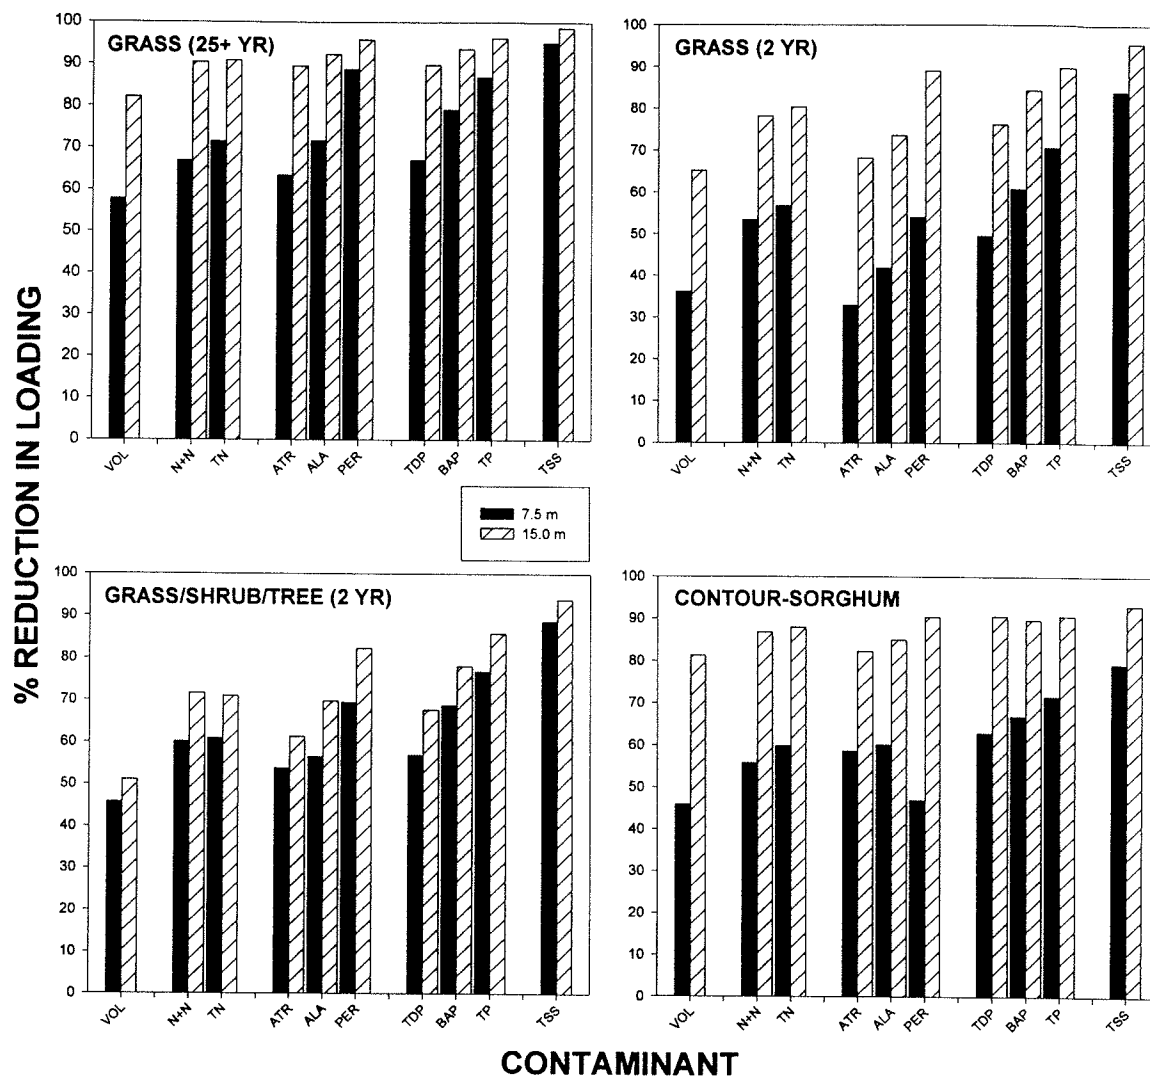 % REDUCTION IN LOADING
GRASS (25+ YR)
100
90
80
70
60
50
40
30
20
10
0
VOL
N+N
TN
ATR
ALA
PER
TDP
BAP
TP
TSS
GRASS (2 YR)
100
90
80
70
60
50
40
30
20
10
0
VOL
N+N
TN
ATR
ALA
PER
TDP
BAP
TP
TSS
7.5 m
15.0 m
GRASS/SHRUB/TREE (2 YR)
100
90
80
70
60
50
40
30
20
10
0
VOL
N+N
TN
ATR
ALA
PER
TDP
BAP
TP
TSS
CONTOUR-SORGHUM
100
90
80
70
60
50
40
30
20
10
0
VOL
N+N
TN
ATR
ALA
PER
TDP
BAP
TP
TSS
CONTAMINANT